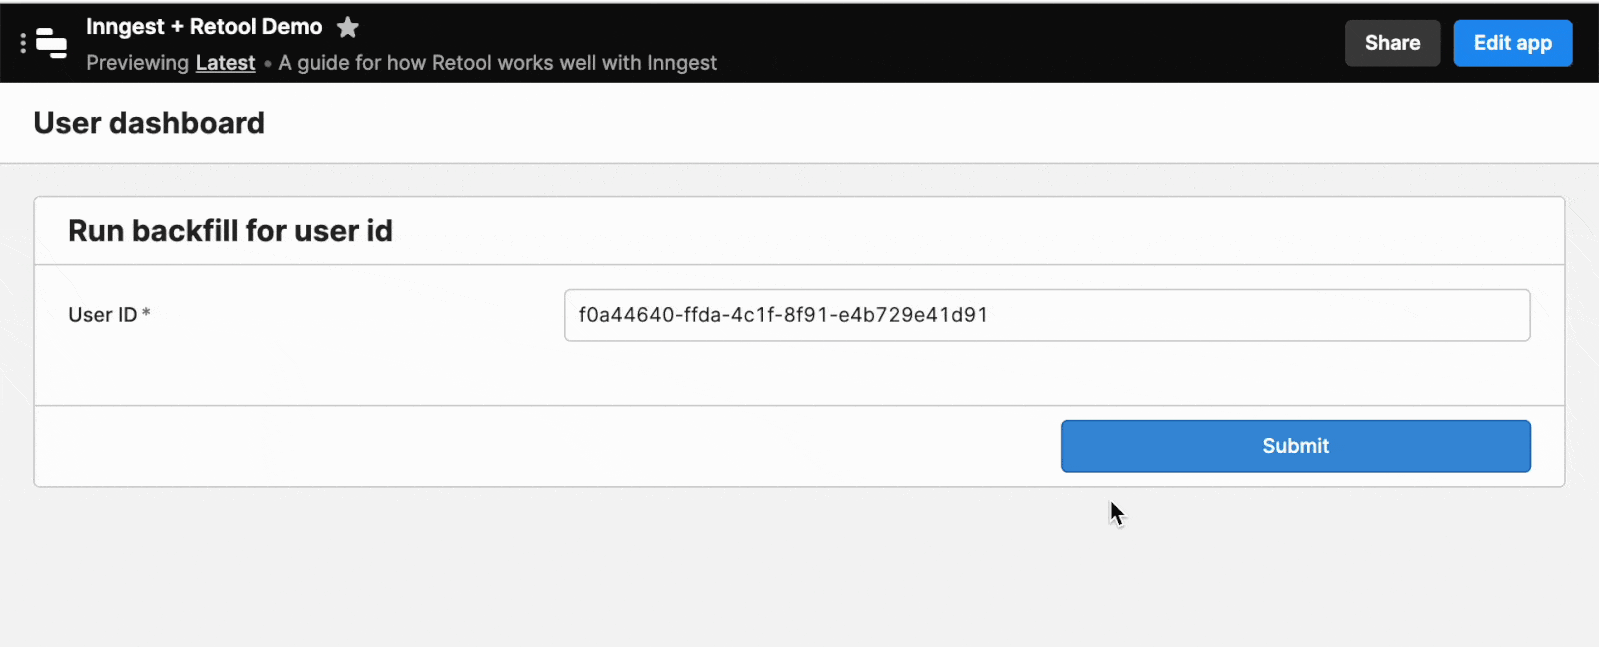 Inngest + Retool Demo
Previewing Latest • A guide for how Retool works well with Inngest
Share
Edit app
User dashboard
Run backfill for user id
User ID *
f0a44640-ffda-4c1f-8f91-e4b729e41d91
Submit